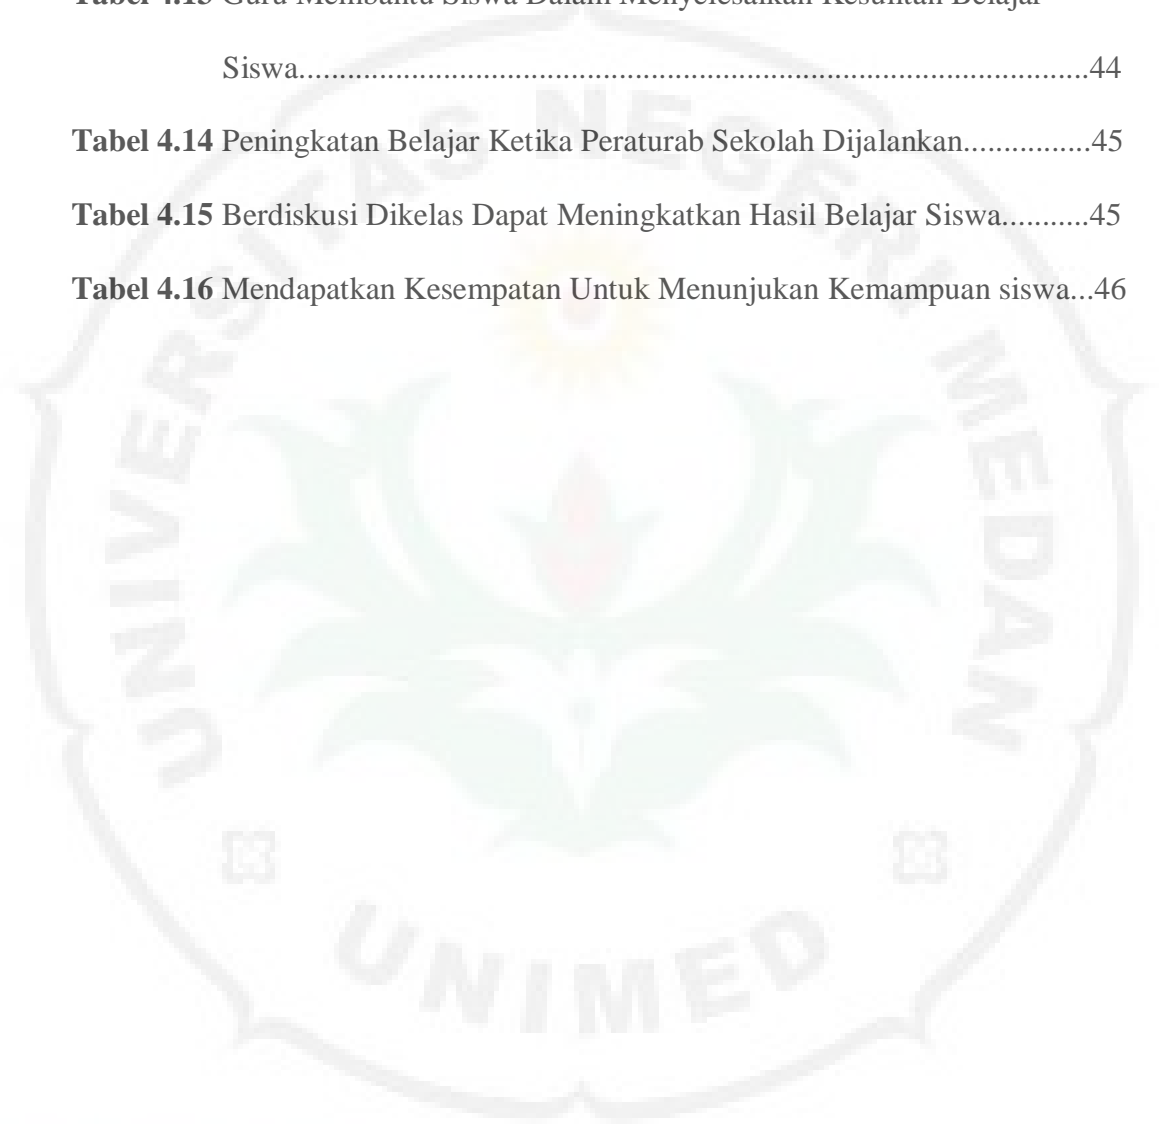 Tabel 4.13 Guru Membantu Siswa Dalam Menyelesaikan Kesulitan Belajar
Siswa.................................................................................................44
Tabel 4.14 Peningkatan Belajar Ketika Peraturab Sekolah Dijalankan................45
Tabel 4.15 Berdiskusi Dikelas Dapat Meningkatkan Hasil Belajar Siswa...........45
Tabel 4.16 Mendapatkan Kesempatan Untuk Menunjukan Kemampuan siswa...46
UNIVERSITAS NEGERI MEDAN
UNIMED